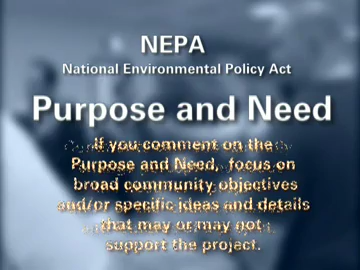 NEPA
National Environmental Policy Act
Purpose and Need
If you comment on the
Purpose and Need, focus on
broad community objectives
and/or specific ideas and details
that may or may not
support the project.